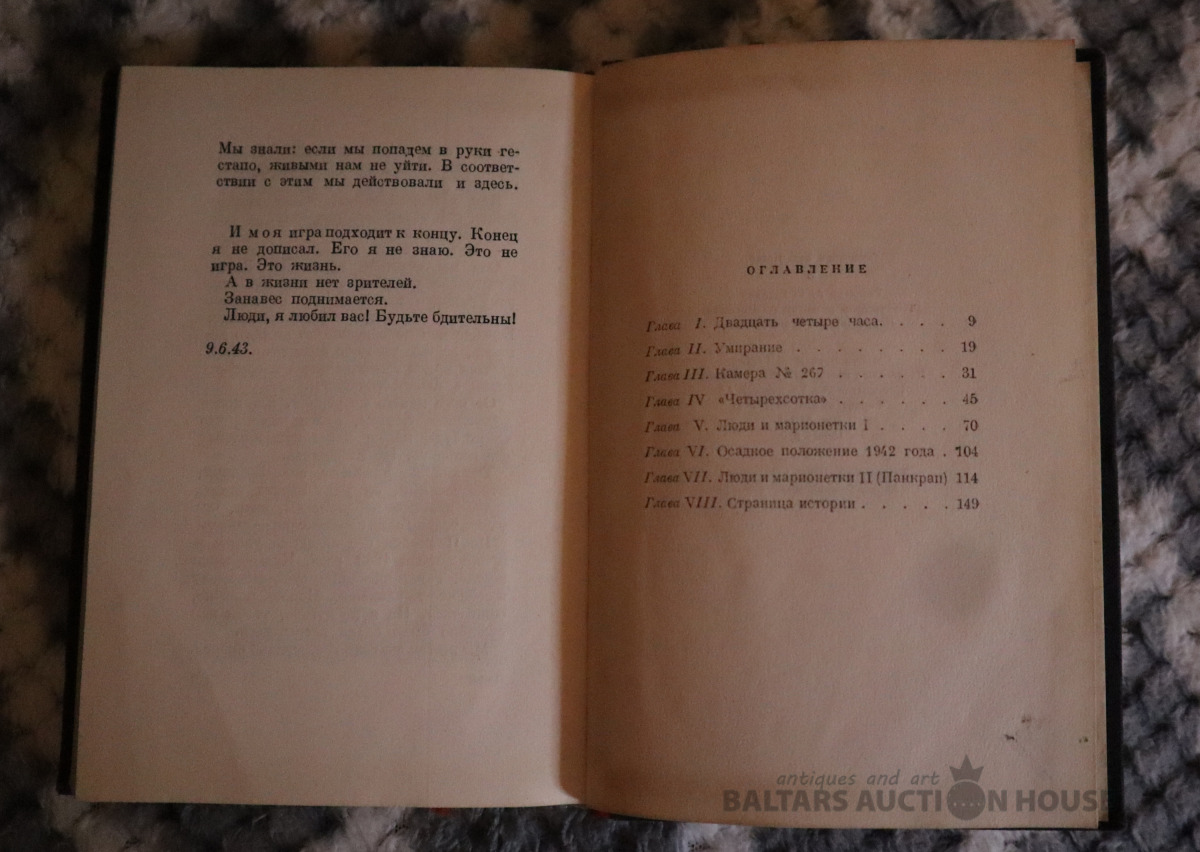 Мы знали: если мы попадем в руки ге-
стапо, живыми нам не уйти. В соответ-
ствии с этим мы действовали и здесь.
И моя игра подходит к концу. Конец
я не дописал. Его я не знаю. Это не
игра. Это жизнь.
А в жизни нет зрителей.
Занавес поднимается.
Люди, я любил вас! Будьте бдительны!
9.6.43.
ОГЛАВЛЕНИЕ
Глава I. Двадцать четыре часа. . . . 9
Глава II. Умирание . . . . . . . . 19
Глава III. Камера № 267 . . . . . . 31
Глава IV «Четырехсотка» . . . . . . 45
Глава V. Люди и марионетки I . . . . 70
Глава VI. Осадное положение 1942 года . 104
Глава VII. Люди и марионетки II (Панкрац) 114
Глава VIII. Страница истории . . . . . 149
antiques and art
BALTARS AUCTION HOUSE